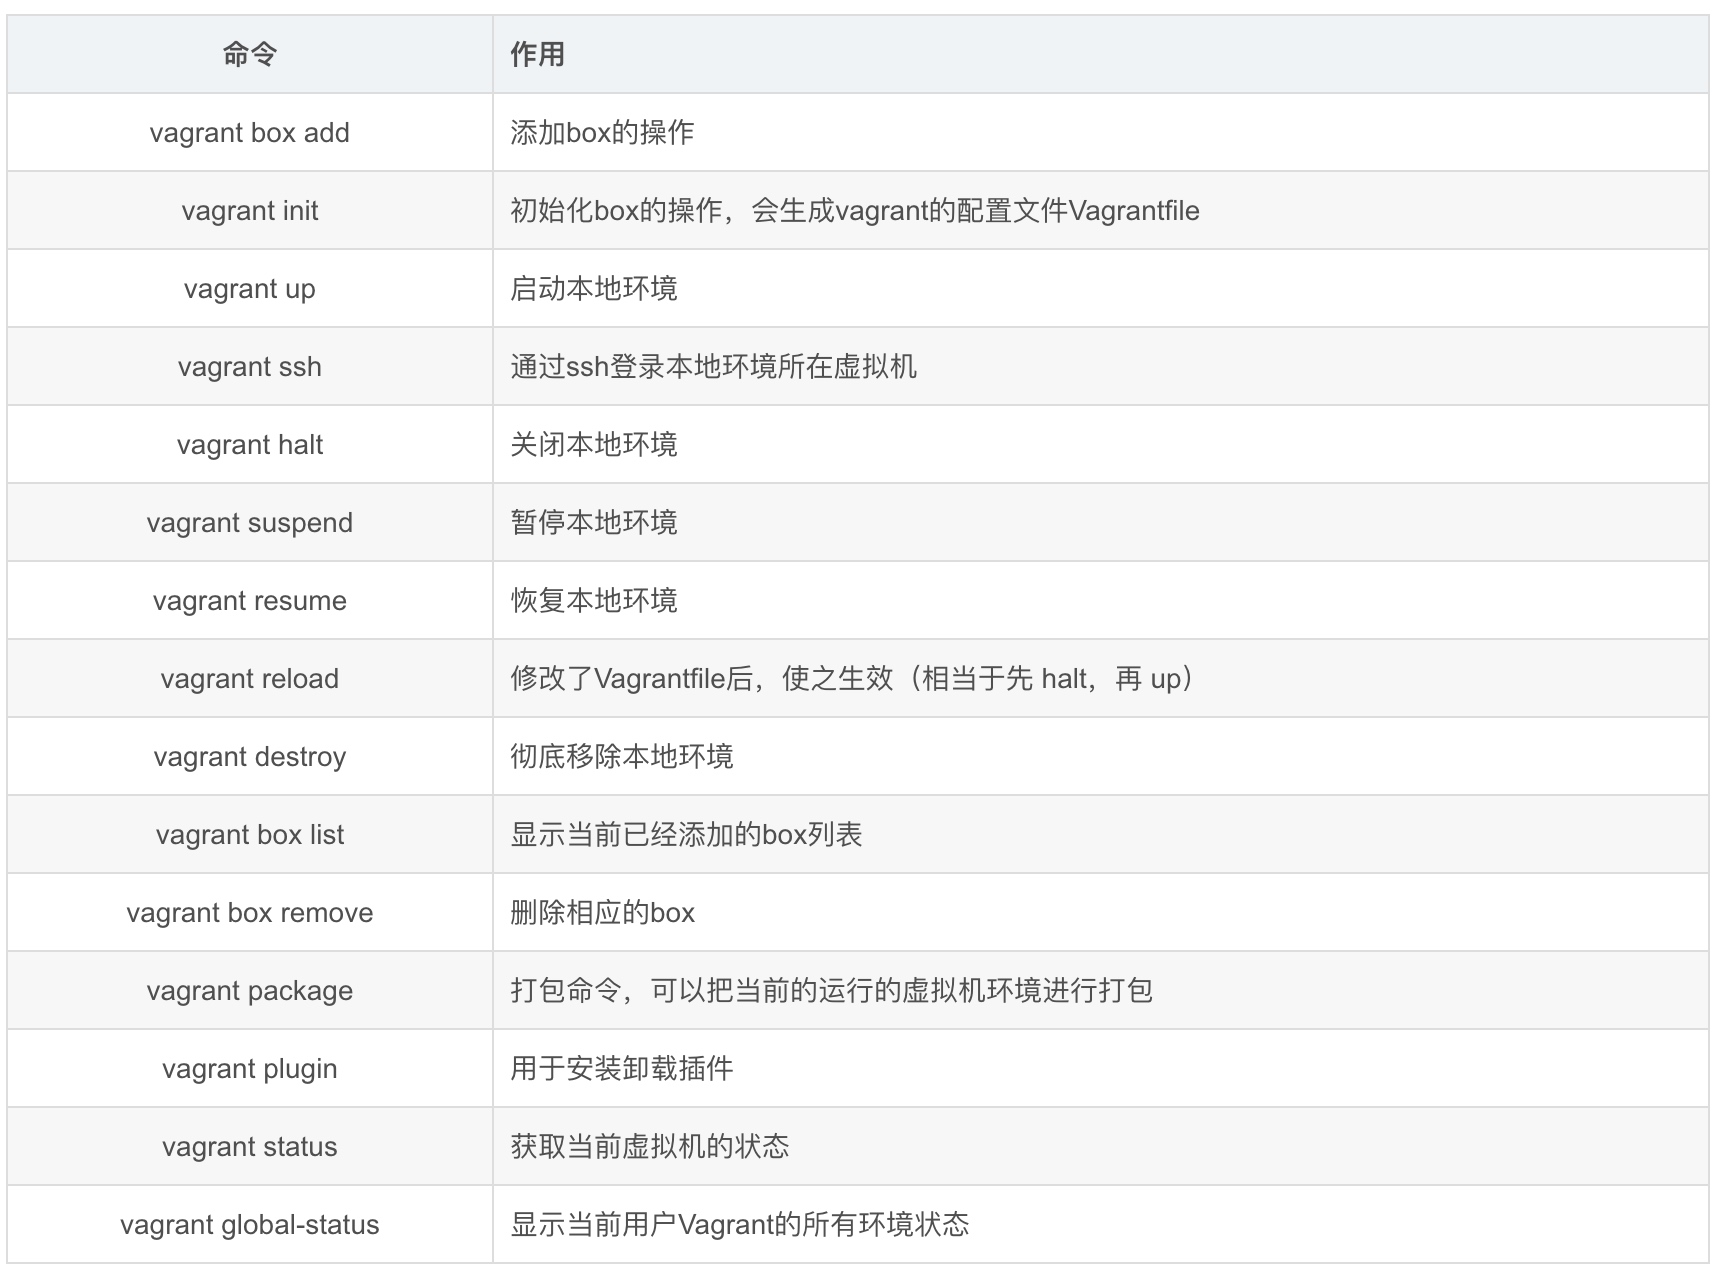 命令 作用
vagrant box add 添加box的操作
vagrant init 初始化box的操作，会生成vagrant的配置文件Vagrantfile
vagrant up 启动本地环境
vagrant ssh 通过ssh登录本地环境所在虚拟机
vagrant halt 关闭本地环境
vagrant suspend 暂停本地环境
vagrant resume 恢复本地环境
vagrant reload 修改了Vagrantfile后，使之生效（相当于先 halt，再 up）
vagrant destroy 彻底移除本地环境
vagrant box list 显示当前已经添加的box列表
vagrant box remove 删除相应的box
vagrant package 打包命令，可以把当前的运行的虚拟机环境进行打包
vagrant plugin 用于安装卸载插件
vagrant status 获取当前虚拟机的状态
vagrant global-status 显示当前用户Vagrant的所有环境状态